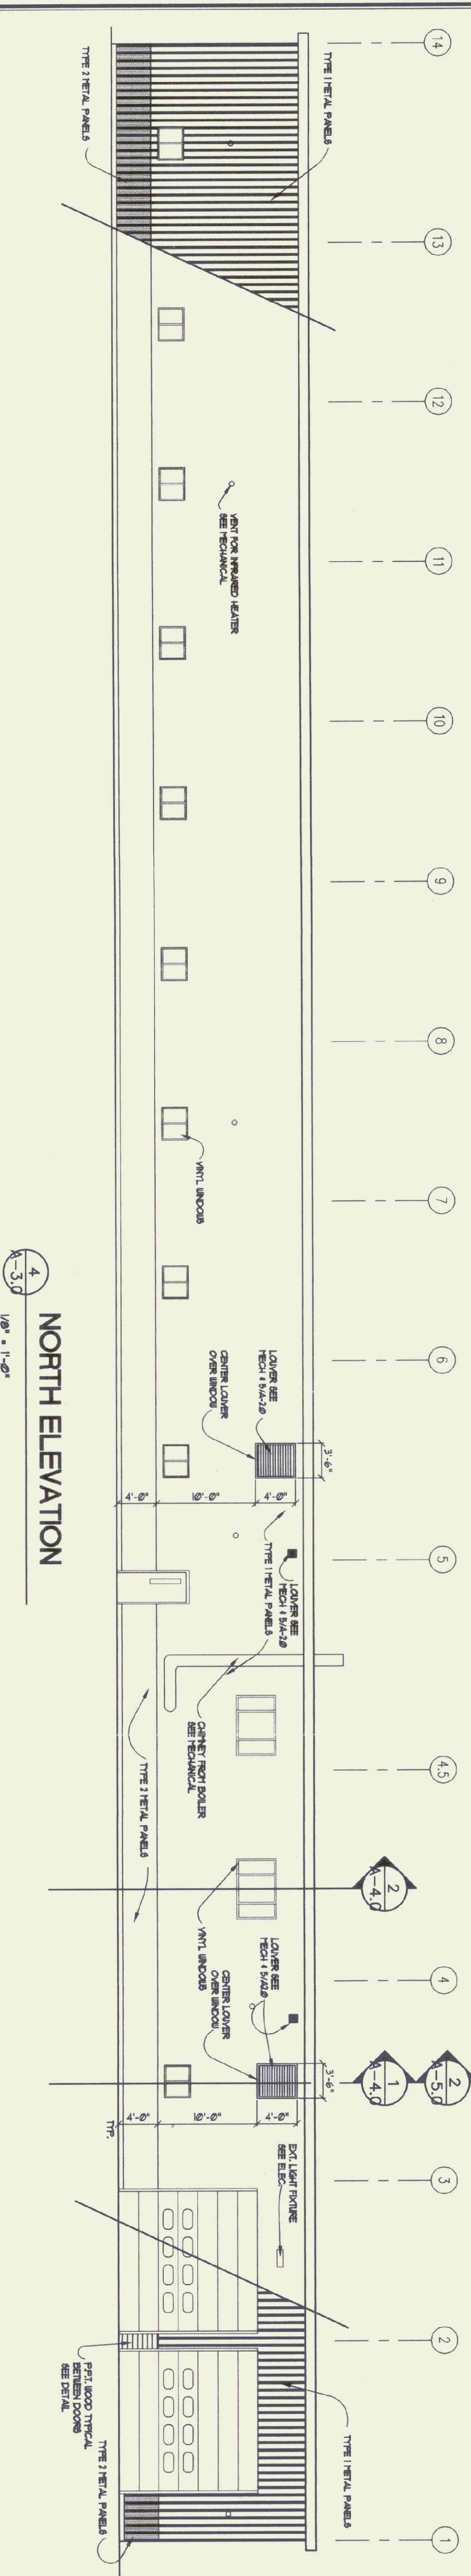 14
13
12
11
10
9
8
7
6
5
4.5
4
3
2
1
2
A-4.0
1
A-4.0
2
A-5.0
TYPE 1 METAL PANELS
TYPE 2 METAL PANELS
VENT FOR INFRARED HEATER
SEE MECHANICAL
VINYL WINDOWS
LOUVER SEE
MECH & 5/A-2.0
CENTER LOUVER
OVER WINDOW
3'-6"
4'-0"
10'-0"
4'-0"
LOUVER SEE
MECH & 5/A-2.0
TYPE 1 METAL PANELS
CHIMNEY FROM BOILER
SEE MECHANICAL
TYPE 2 METAL PANELS
VINYL WINDOWS
LOUVER SEE
MECH & 5/A2.0
CENTER LOUVER
OVER WINDOW
3'-6"
4'-0"
10'-0"
4'-0"
TYP.
EXT. LIGHT FIXTURE
SEE ELEC.
TYPE 1 METAL PANELS
P.P.T. WOOD TYPICAL
BETWEEN DOORS
SEE DETAIL
TYPE 2 METAL PANELS
4
A-3.0
NORTH ELEVATION
1/8" = 1'-0"